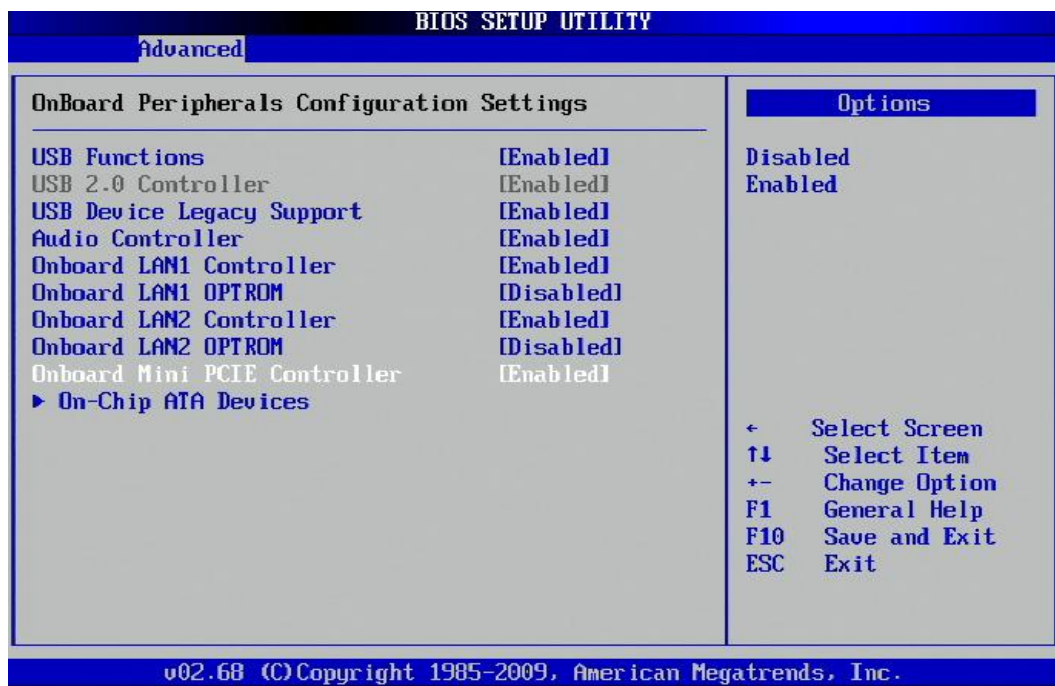 BIOS SETUP UTILITY
Advanced
OnBoard Peripherals Configuration Settings
USB Functions [Enabled]
USB 2.0 Controller [Enabled]
USB Device Legacy Support [Enabled]
Audio Controller [Enabled]
Onboard LAN1 Controller [Enabled]
Onboard LAN1 OPTROM [Disabled]
Onboard LAN2 Controller [Enabled]
Onboard LAN2 OPTROM [Disabled]
Onboard Mini PCIE Controller [Enabled]
▶ On-Chip ATA Devices
Options
Disabled
Enabled
← Select Screen
↑↓ Select Item
+- Change Option
F1 General Help
F10 Save and Exit
ESC Exit
v02.68 (C)Copyright 1985-2009, American Megatrends, Inc.